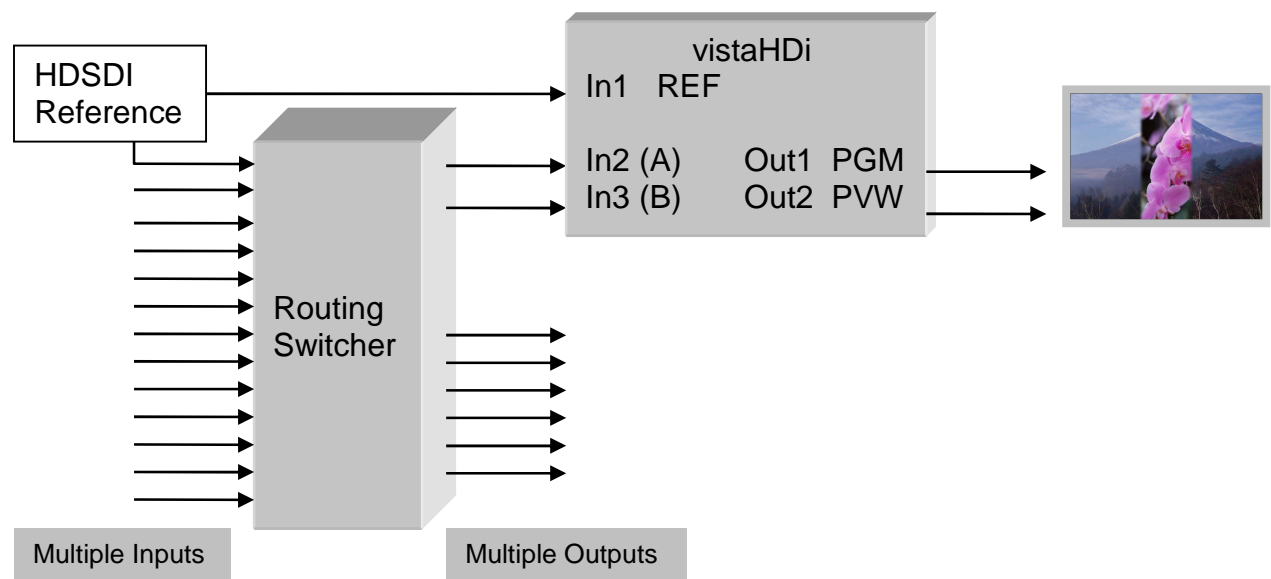 HDSDI
Reference
vistaHDi
In1 REF
In2 (A) Out1 PGM
In3 (B) Out2 PVW
Routing
Switcher
Multiple Inputs
Multiple Outputs